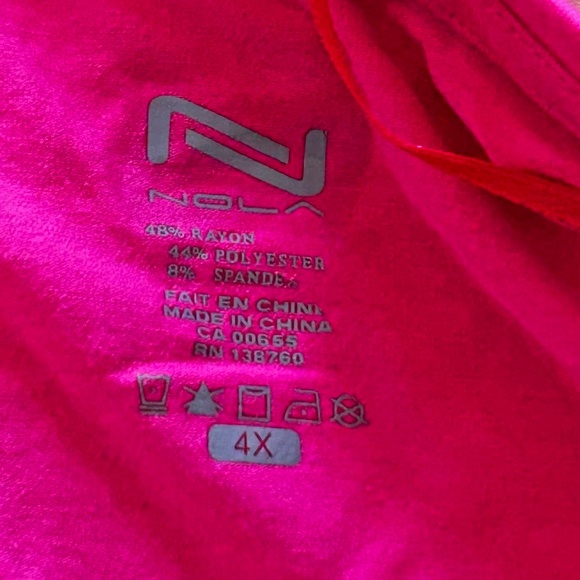 NOLA
48% RAYON
44% POLYESTER
8% SPANDEX
FAIT EN CHINE
MADE IN CHINA
CA 00655
RN 138760
4X